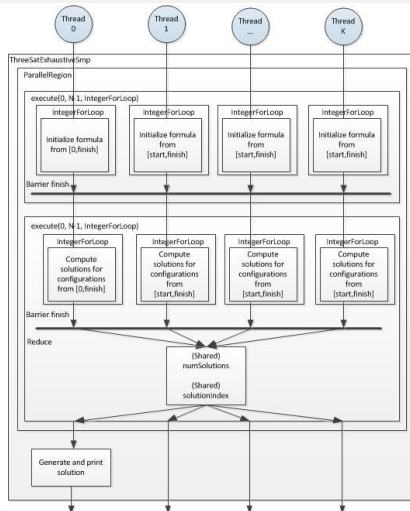 Thread
0
Thread
1
Thread
...
Thread
K
ThreeSatExhaustiveSmp
ParallelRegion
execute(0, N-1, IntegerForLoop)
IntegerForLoop
IntegerForLoop
IntegerForLoop
IntegerForLoop
Initialize formula
from [0,finish]
Initialize formula
from
[start,finish]
Initialize formula
from
[start,finish]
Initialize formula
from
[start,finish]
Barrier finish
execute(0, N-1, IntegerForLoop)
IntegerForLoop
IntegerForLoop
IntegerForLoop
IntegerForLoop
Compute
solutions for
configurations
from [0,finish]
Compute
solutions for
configurations
from
[start,finish]
Compute
solutions for
configurations
from
[start,finish]
Compute
solutions for
configurations
from
[start,finish]
Barrier finish
Reduce
(Shared)
numSolutions
(Shared)
solutionIndex
Generate and print
solution